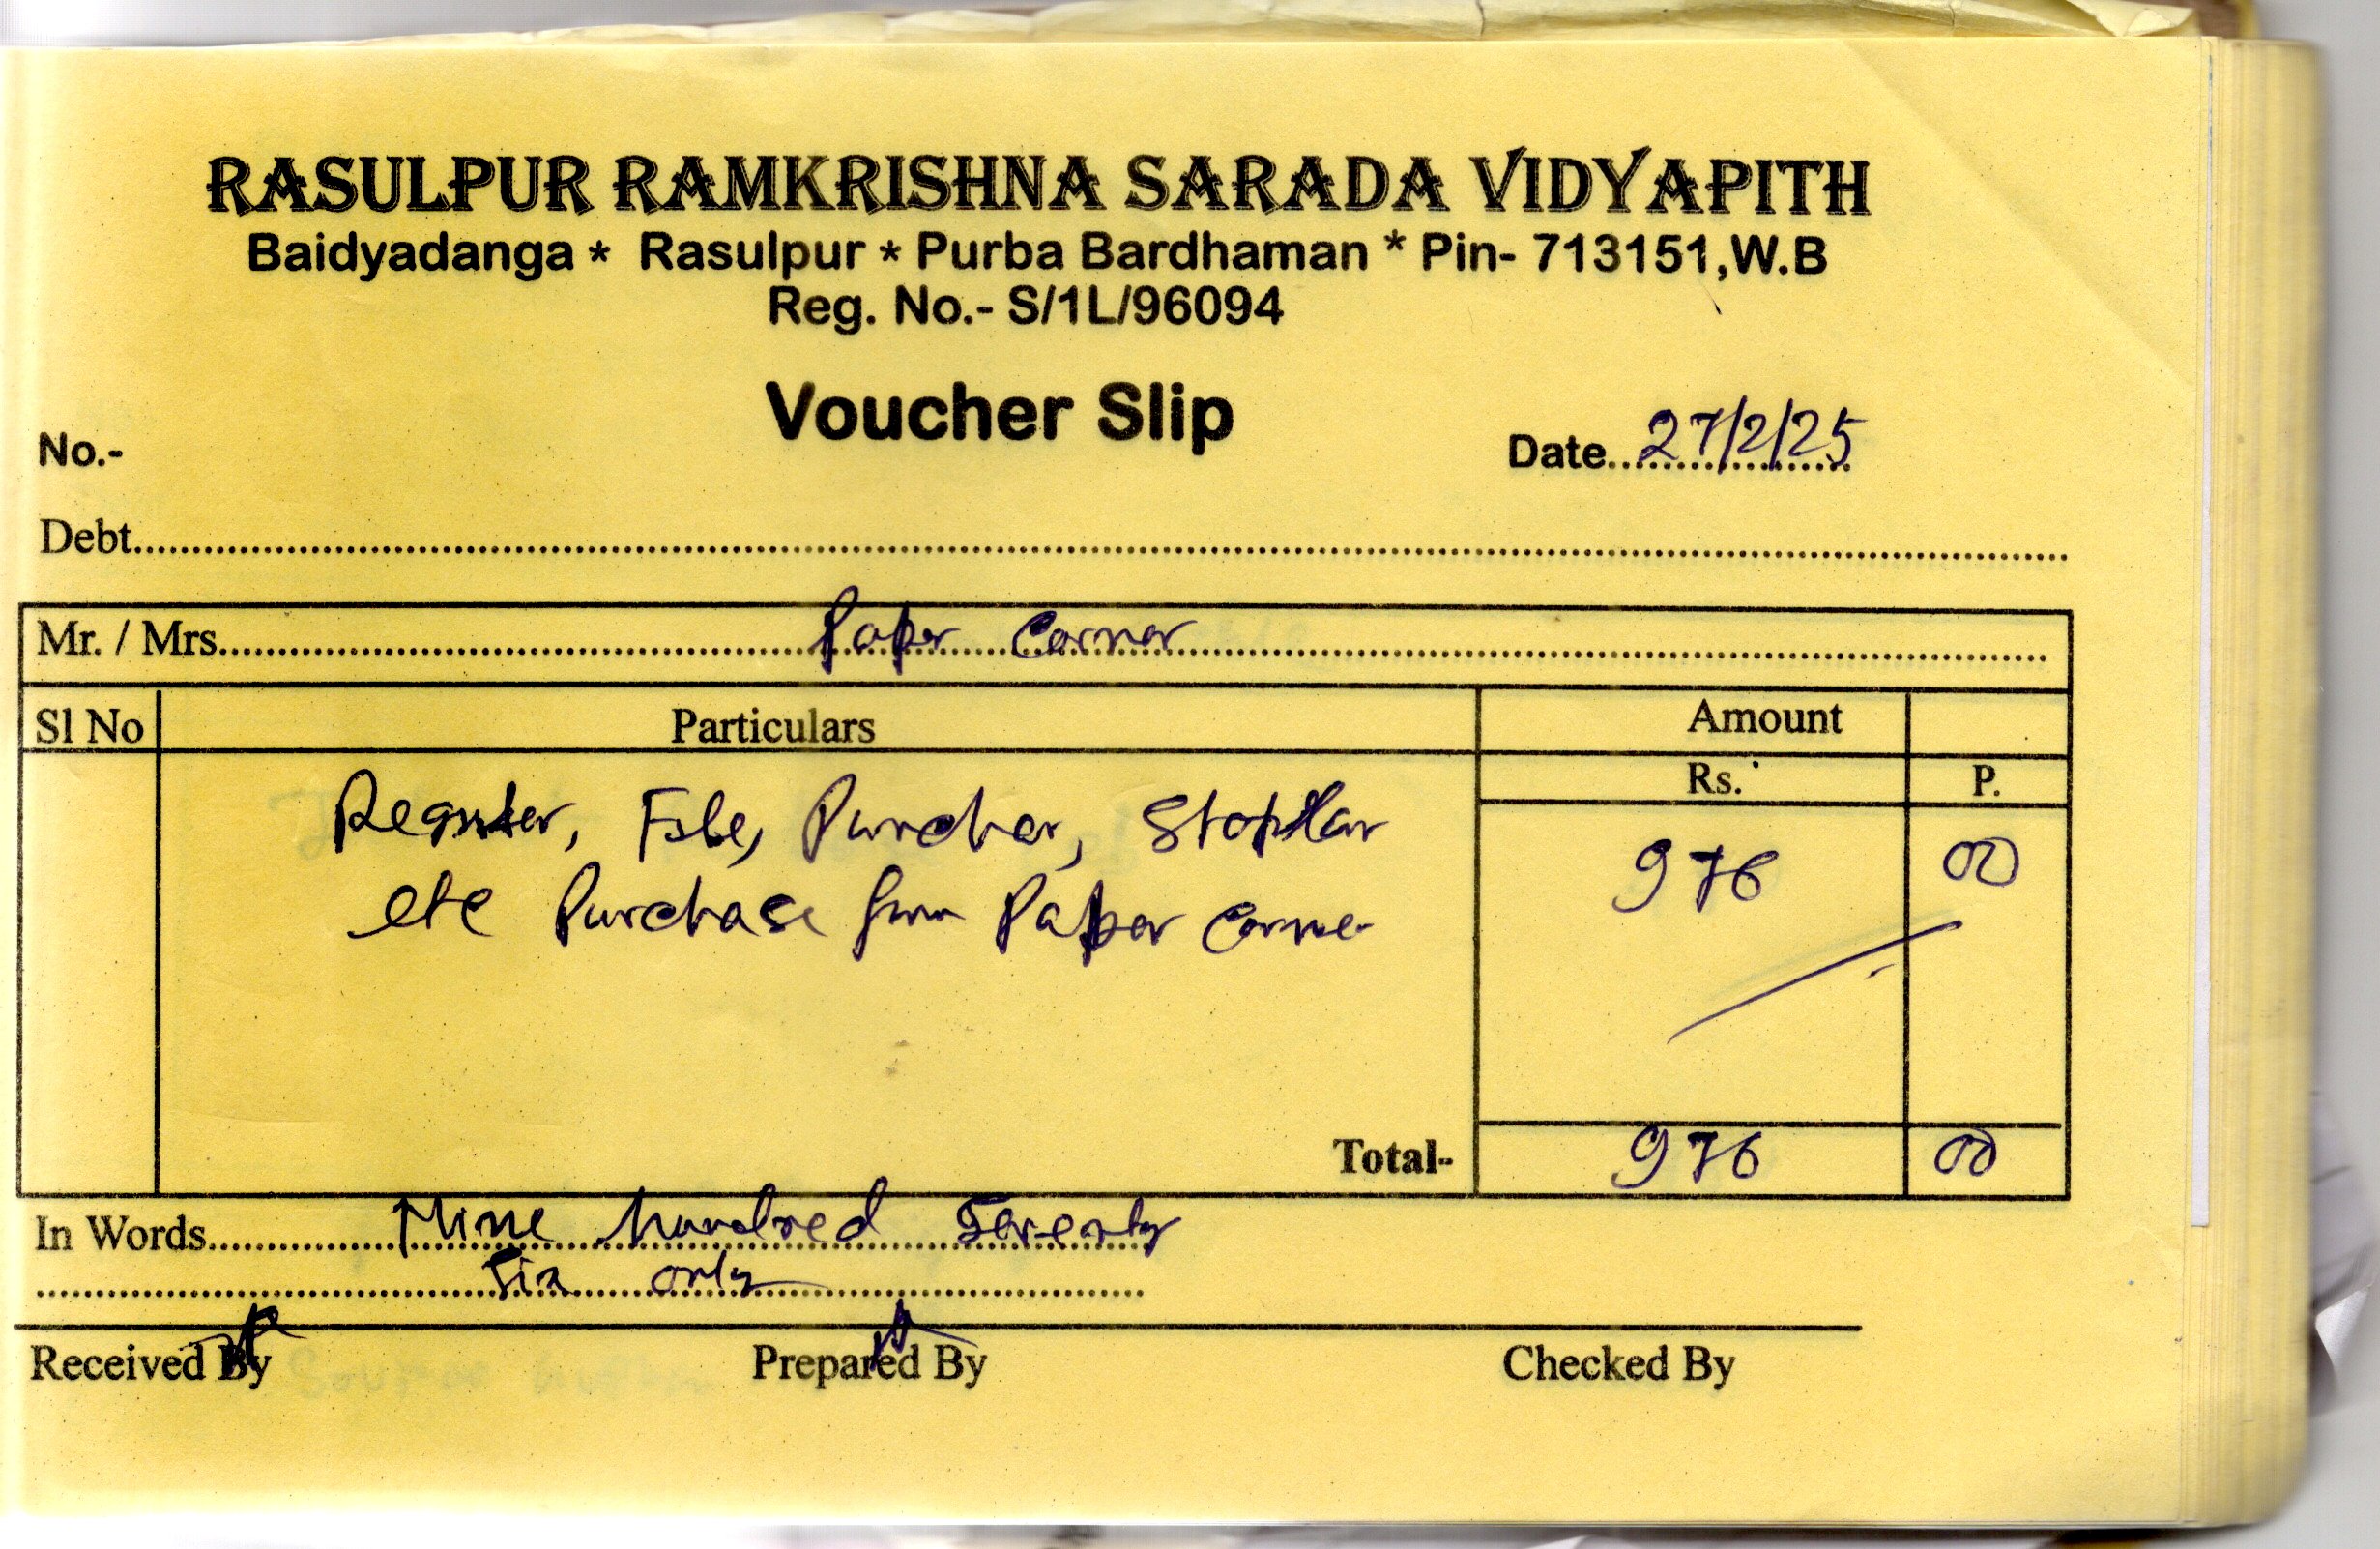 RASULPUR RAMKRISHNA SARADA VIDYAPITH
Baidyadanga * Rasulpur * Purba Bardhaman * Pin- 713151,W.B
Reg. No.- S/1L/96094
Voucher Slip
No.-
Date 27/2/25
Debt
Mr. / Mrs. Paper Corner
Sl No Particulars Amount
Rs. P.
Register, File, Purcher, Stapllar 976 00
etc Purchase from Paper Corner
Total- 976 00
In Words Nine hundred Seventy
Six only
Received By Prepared By Checked By